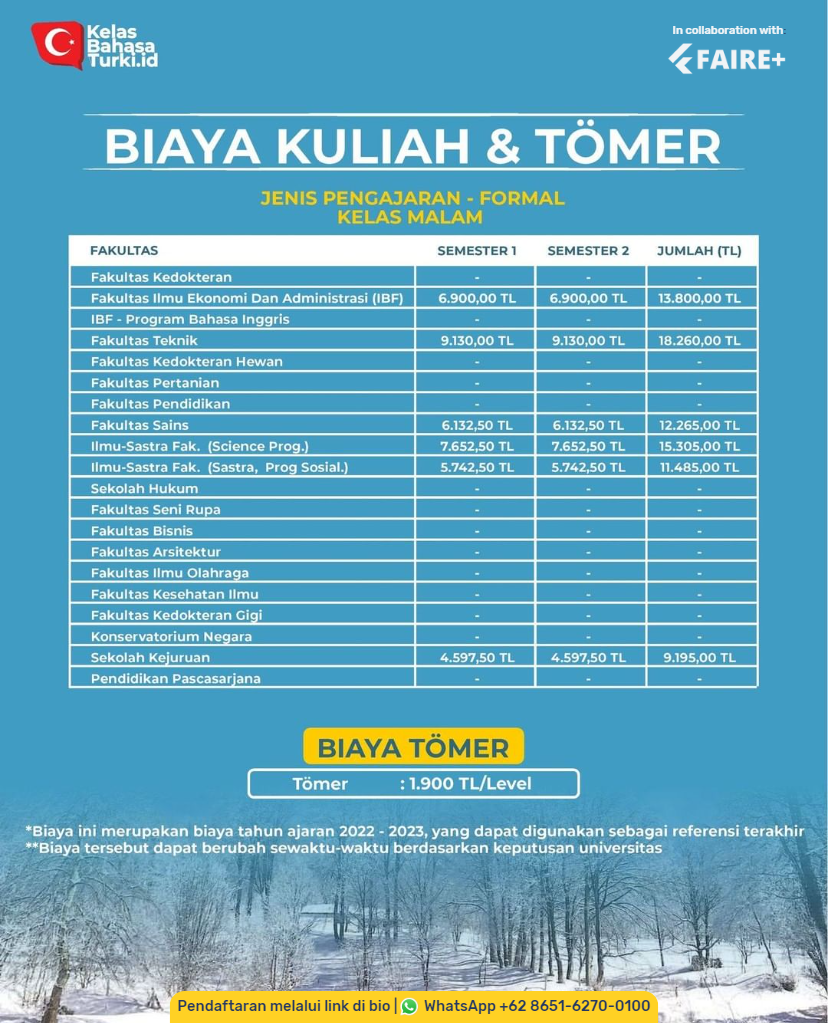 Kelas
Bahasa
Turki.id
In collaboration with:
FAIRE+
BIAYA KULIAH & TÖMER
JENIS PENGAJARAN - FORMAL
KELAS MALAM
FAKULTAS SEMESTER 1 SEMESTER 2 JUMLAH (TL)
Fakultas Kedokteran - - -
Fakultas Ilmu Ekonomi Dan Administrasi (IBF) 6.900,00 TL 6.900,00 TL 13.800,00 TL
IBF - Program Bahasa Inggris - - -
Fakultas Teknik 9.130,00 TL 9.130,00 TL 18.260,00 TL
Fakultas Kedokteran Hewan - - -
Fakultas Pertanian - - -
Fakultas Pendidikan - - -
Fakultas Sains 6.132,50 TL 6.132,50 TL 12.265,00 TL
Ilmu-Sastra Fak. (Science Prog.) 7.652,50 TL 7.652,50 TL 15.305,00 TL
Ilmu-Sastra Fak. (Sastra, Prog Sosial.) 5.742,50 TL 5.742,50 TL 11.485,00 TL
Sekolah Hukum - - -
Fakultas Seni Rupa - - -
Fakultas Bisnis - - -
Fakultas Arsitektur - - -
Fakultas Ilmu Olahraga - - -
Fakultas Kesehatan Ilmu - - -
Fakultas Kedokteran Gigi - - -
Konservatorium Negara - - -
Sekolah Kejuruan 4.597,50 TL 4.597,50 TL 9.195,00 TL
Pendidikan Pascasarjana - - -
BIAYA TÖMER
Tömer : 1.900 TL/Level
*Biaya ini merupakan biaya tahun ajaran 2022 - 2023, yang dapat digunakan sebagai referensi terakhir
**Biaya tersebut dapat berubah sewaktu-waktu berdasarkan keputusan universitas
Pendaftaran melalui link di bio | WhatsApp +62 8651-6270-0100